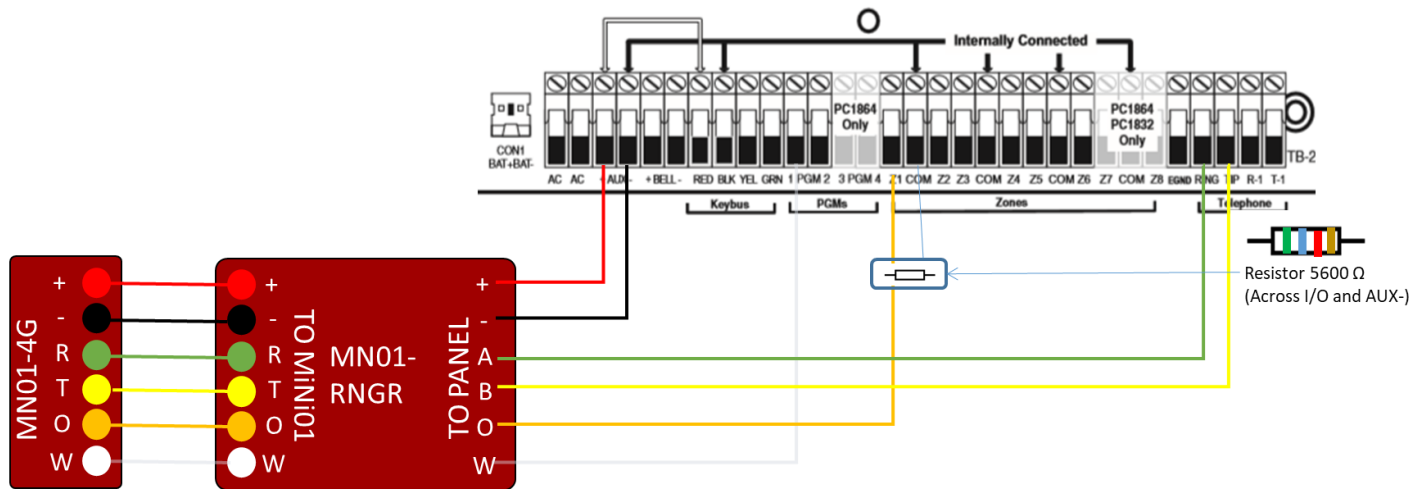 Internally Connected
PC1864
Only
PC1864
PC1832
Only
CON1
BAT+BAT-
TB-2
AC AC + AUX - + BELL - RED BLK YEL GRN 1 PGM 2 3 PGM 4 Z1 COM Z2 Z3 COM Z4 Z5 COM Z6 Z7 COM Z8 EGND RING TIP R-1 T-1
Keybus
PGMs
Zones
Telephone
Resistor 5600 Ω
(Across I/O and AUX-)
MN01-4G
+
-
R
T
O
W
+
-
R
T
O
W
TO MiNi01
MN01-
RNGR
TO PANEL
+
-
A
B
O
W